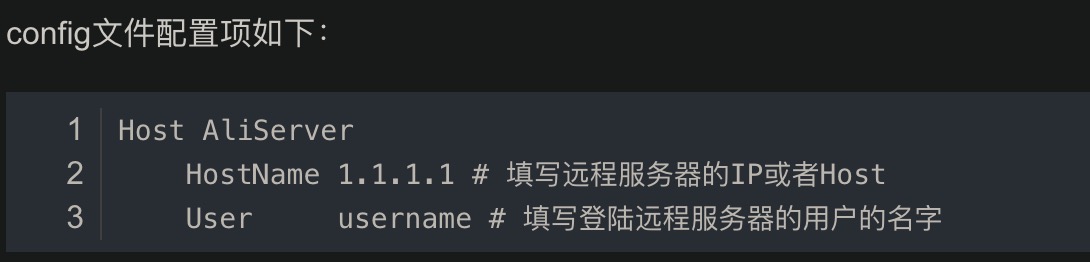 config文件配置项如下：
1 Host AliServer
2 HostName 1.1.1.1 # 填写远程服务器的IP或者Host
3 User username # 填写登陆远程服务器的用户的名字